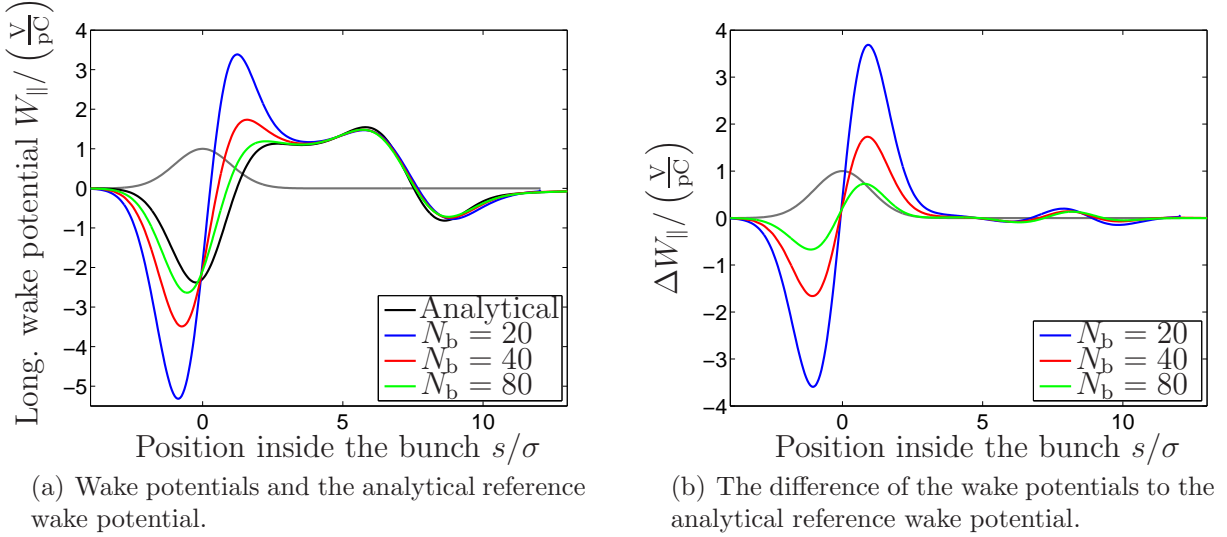 Long. wake potential W∥/ (V/pC)
4
3
2
1
0
−1
−2
−3
−4
−5
0
5
10
Analytical
N_b = 20
N_b = 40
N_b = 80
Position inside the bunch s/σ
(a) Wake potentials and the analytical reference
wake potential.
ΔW∥/ (V/pC)
4
3
2
1
0
−1
−2
−3
−4
0
5
10
N_b = 20
N_b = 40
N_b = 80
Position inside the bunch s/σ
(b) The difference of the wake potentials to the
analytical reference wake potential.